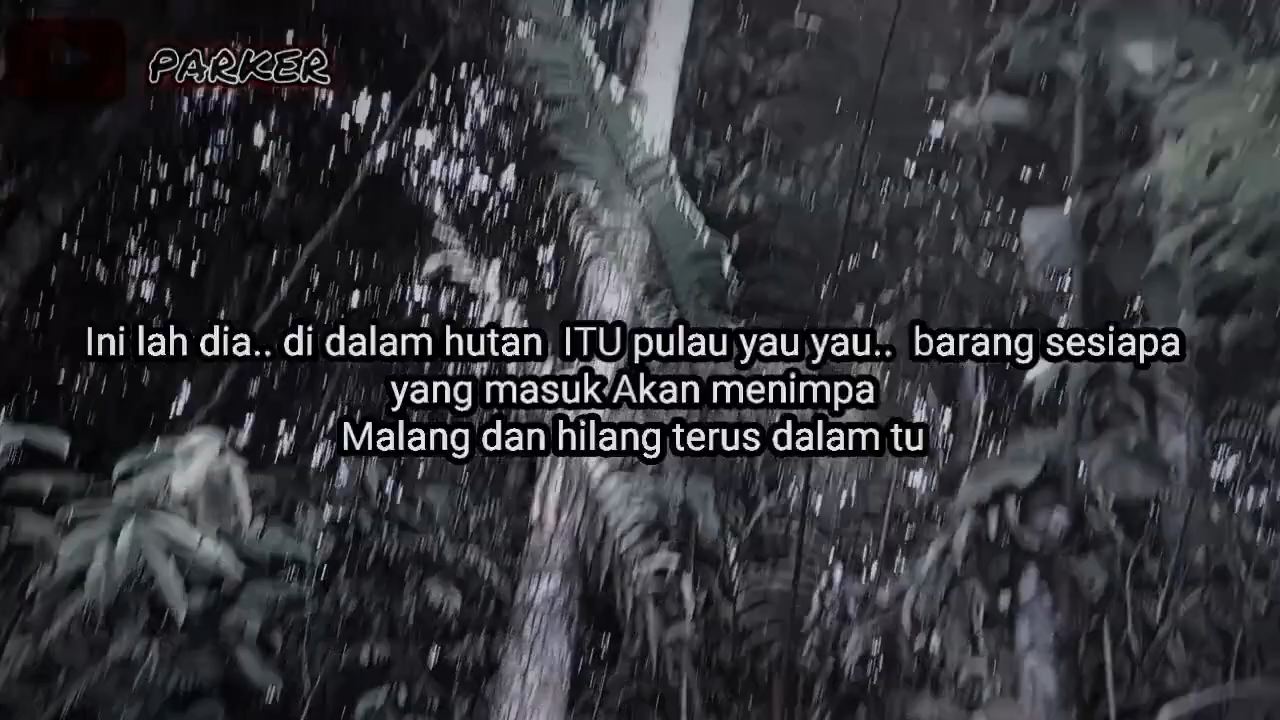 PARKER
Ini lah dia.. di dalam hutan  ITU pulau yau yau..  barang sesiapa
yang masuk Akan menimpa
Malang dan hilang terus dalam tu